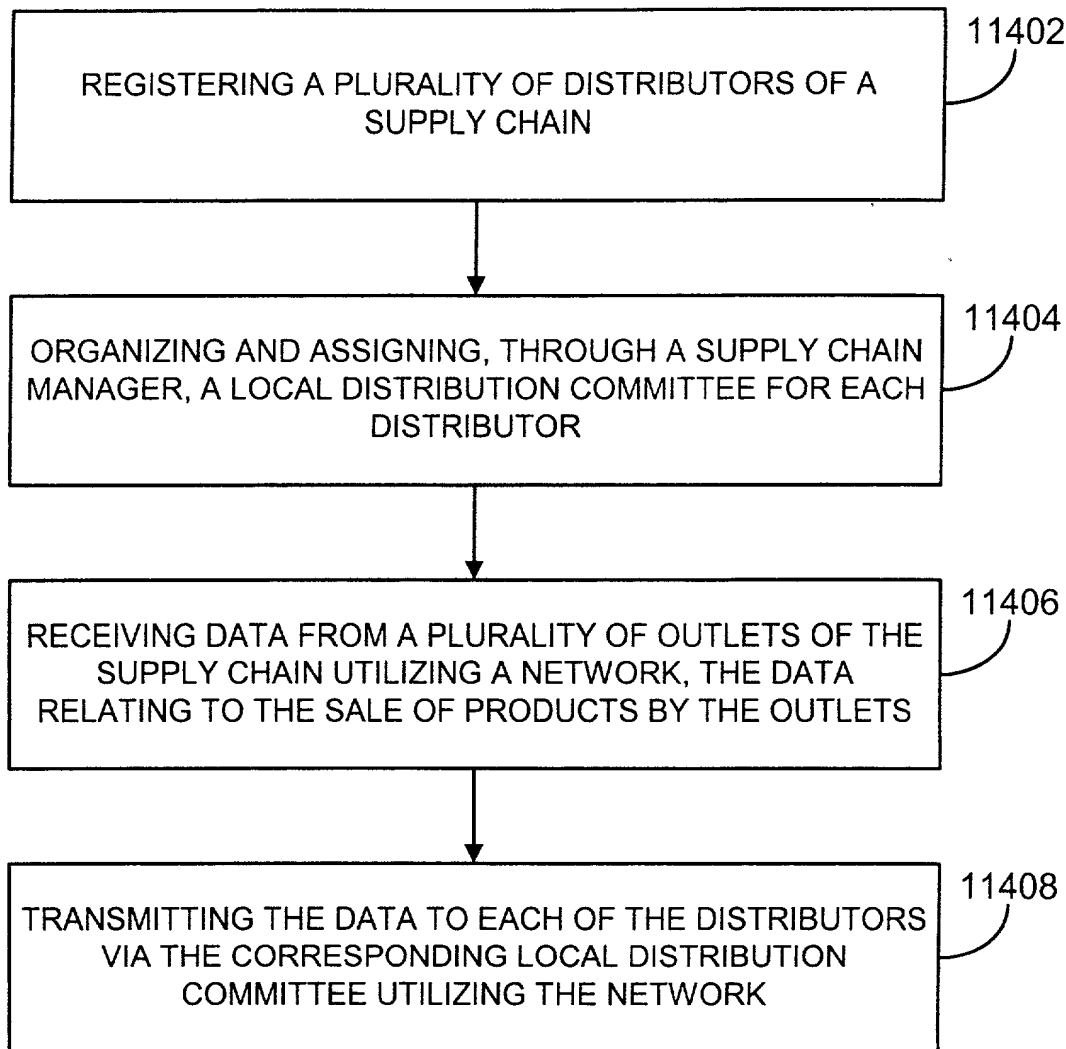 11402
REGISTERING A PLURALITY OF DISTRIBUTORS OF A
SUPPLY CHAIN
11404
ORGANIZING AND ASSIGNING, THROUGH A SUPPLY CHAIN
MANAGER, A LOCAL DISTRIBUTION COMMITTEE FOR EACH
DISTRIBUTOR
11406
RECEIVING DATA FROM A PLURALITY OF OUTLETS OF THE
SUPPLY CHAIN UTILIZING A NETWORK, THE DATA
RELATING TO THE SALE OF PRODUCTS BY THE OUTLETS
11408
TRANSMITTING THE DATA TO EACH OF THE DISTRIBUTORS
VIA THE CORRESPONDING LOCAL DISTRIBUTION
COMMITTEE UTILIZING THE NETWORK